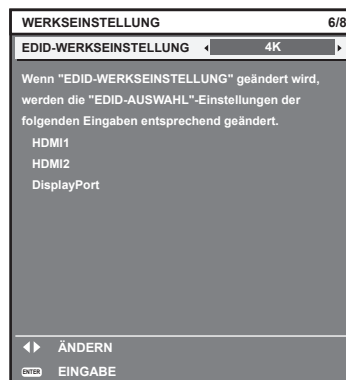 WERKSEINSTELLUNG 6/8
EDID-WERKSEINSTELLUNG 4K
Wenn "EDID-WERKSEINSTELLUNG" geändert wird,
werden die "EDID-AUSWAHL"-Einstellungen der
folgenden Eingaben entsprechend geändert.
HDMI1
HDMI2
DisplayPort
ÄNDERN
ENTER EINGABE